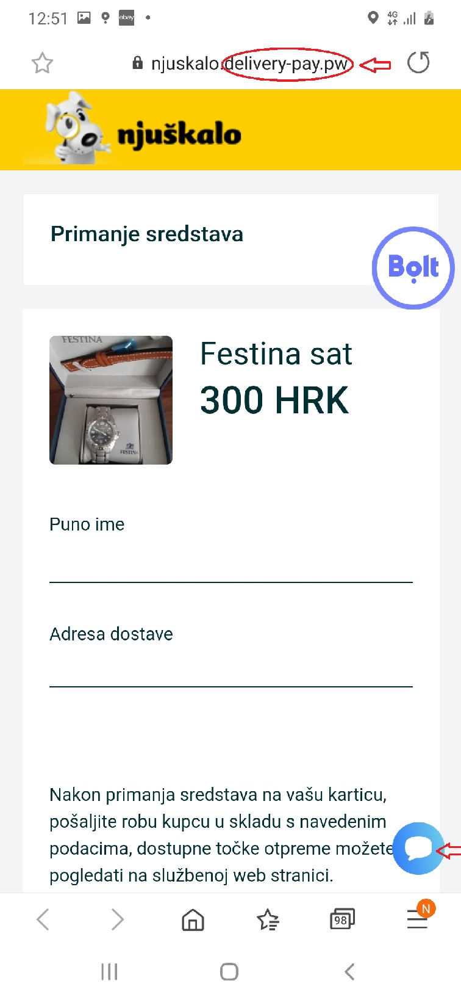 12:51 ebay 4G
njuskalo.delivery-pay.pw
njuškalo
Primanje sredstava
Bolt
FESTINA
FESTINA
Festina sat
300 HRK
Puno ime
Adresa dostave
Nakon primanja sredstava na vašu karticu,
pošaljite robu kupcu u skladu s navedenim
podacima, dostupne točke otpreme možete
pogledati na službenoj web stranici.
98
N